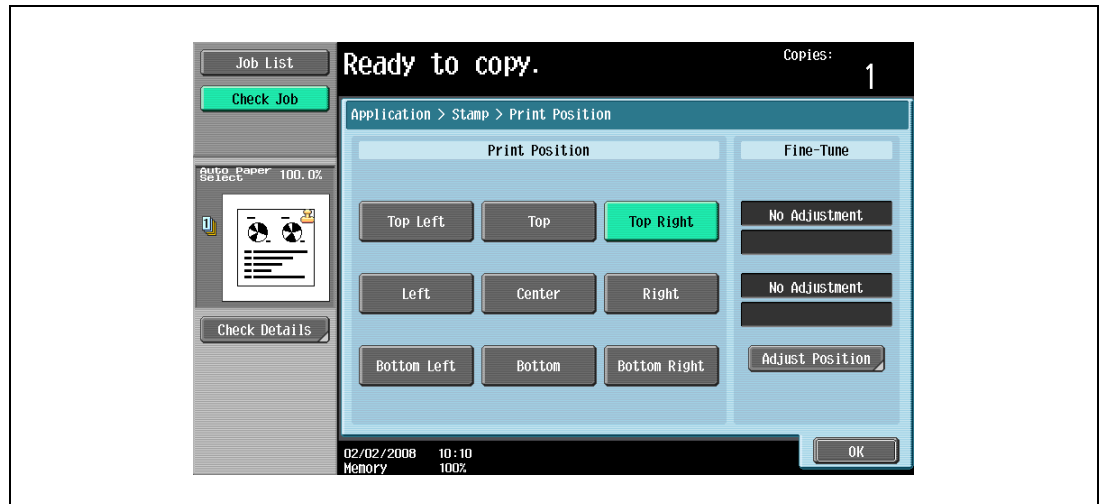 Job List
Check Job
Auto Paper
Select 100.0%
1
Check Details
Ready to copy.
Copies:
1
Application > Stamp > Print Position
Print Position
Fine-Tune
Top Left Top Top Right
No Adjustment
Left Center Right
No Adjustment
Bottom Left Bottom Bottom Right
Adjust Position
02/02/2008 10:10
Memory 100%
OK